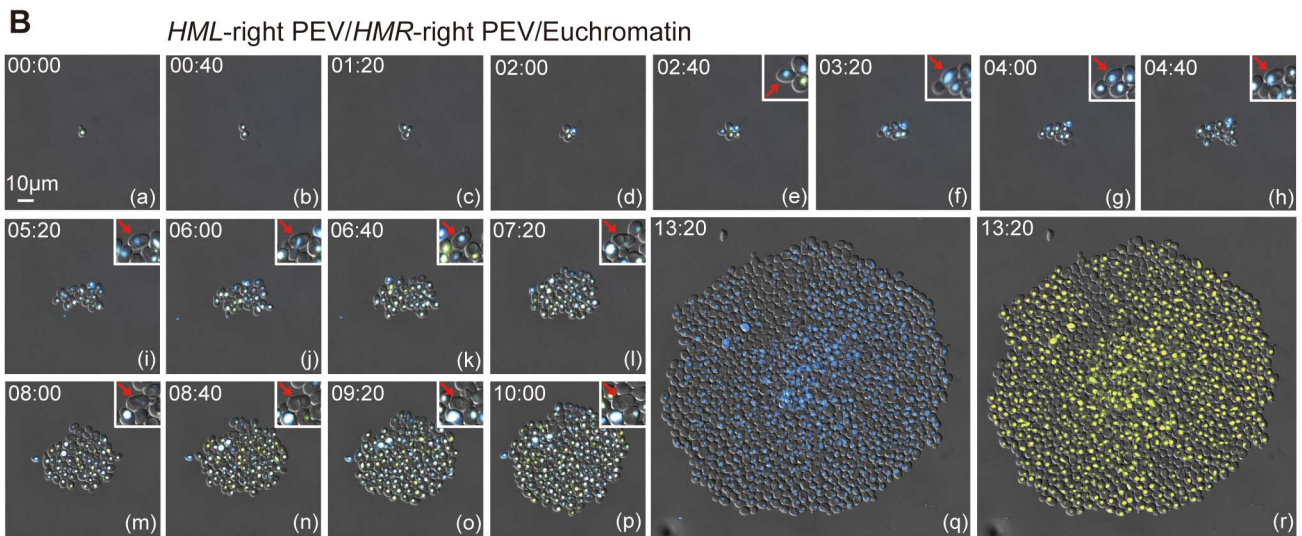 B
HML-right PEV/HMR-right PEV/Euchromatin
00:00
10µm
(a)
00:40
(b)
01:20
(c)
02:00
(d)
02:40
(e)
03:20
(f)
04:00
(g)
04:40
(h)
05:20
(i)
06:00
(j)
06:40
(k)
07:20
(l)
13:20
(q)
13:20
(r)
08:00
(m)
08:40
(n)
09:20
(o)
10:00
(p)